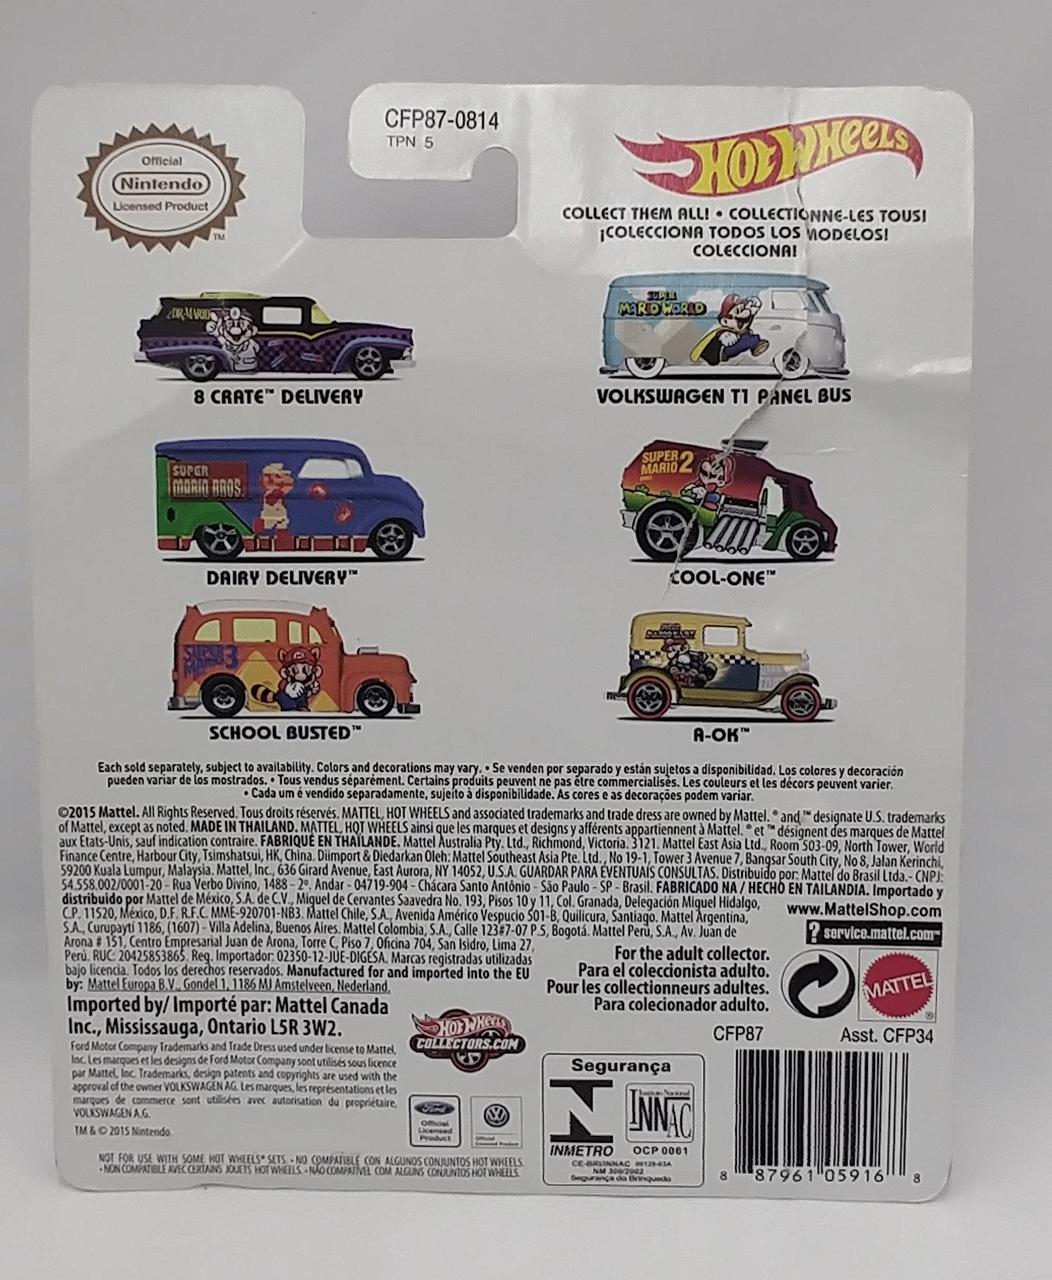 CFP87-0814
TPN 5
Official
Nintendo
Licensed Product
™
HOT WHEELS
COLLECT THEM ALL! • COLLECTIONNE-LES TOUS!
¡COLECCIONA TODOS LOS MODELOS!
COLECCIONA!
DR. MARIO
8 CRATE™ DELIVERY
SUPER
MARIO WORLD
VOLKSWAGEN T1 PANEL BUS
SUPER
MARIO BROS.
DAIRY DELIVERY™
SUPER
MARIO 2
COOL-ONE™
SUPER
MARIO 3
SCHOOL BUSTED™
A-OK™
Each sold separately, subject to availability. Colors and decorations may vary. • Se venden por separado y están sujetos a disponibilidad. Los colores y decoración
pueden variar de los mostrados. • Tous vendus séparément. Certains produits peuvent ne pas être commercialisés. Les couleurs et les décors peuvent varier.
• Cada um é vendido separadamente, sujeito à disponibilidade. As cores e as decorações podem variar.
©2015 Mattel. All Rights Reserved. Tous droits réservés. MATTEL, HOT WHEELS and associated trademarks and trade dress are owned by Mattel. ® and ™ designate U.S. trademarks
of Mattel, except as noted. MADE IN THAILAND. MATTEL, HOT WHEELS ainsi que les marques et designs y afférents appartiennent à Mattel. ® et ™ désignent des marques de Mattel
aux États-Unis, sauf indication contraire. FABRIQUÉ EN THAÏLANDE. Mattel Australia Pty. Ltd., Richmond, Victoria. 3121. Mattel East Asia Ltd., Room 503-09, North Tower, World
Finance Centre, Harbour City, Tsimshatsui, HK, China. Diimport & Diedarkan Oleh: Mattel Southeast Asia Pte. Ltd., No 19-1, Tower 3 Avenue 7, Bangsar South City, No 8, Jalan Kerinchi,
59200 Kuala Lumpur, Malaysia. Mattel, Inc., 636 Girard Avenue, East Aurora, NY 14052, U.S.A. GUARDAR PARA EVENTUAIS CONSULTAS. Distribuido por: Mattel do Brasil Ltda.- CNPJ:
54.558.002/0001-20 - Rua Verbo Divino, 1488 - 2º. Andar - 04719-904 - Chácara Santo Antônio - São Paulo - SP - Brasil. FABRICADO NA / HECHO EN TAILANDIA. Importado y
distribuido por Mattel de México, S.A. de C.V., Miguel de Cervantes Saavedra No. 193, Pisos 10 y 11, Col. Granada, Delegación Miguel Hidalgo,
C.P. 11520, México, D.F. R.F.C. MME-920701-NB3. Mattel Chile, S.A., Avenida Américo Vespucio 501-B, Quilicura, Santiago. Mattel Argentina,
S.A., Curupaytí 1186, (1607) - Villa Adelina, Buenos Aires. Mattel Colombia, S.A., Calle 123#7-07 P.5, Bogotá. Mattel Perú, S.A., Av. Juan de
Arona # 151, Centro Empresarial Juan de Arona, Torre C, Piso 7, Oficina 704, San Isidro, Lima 27,
Perú. RUC: 20425853865. Reg. Importador: 02350-12-JUE-DIGESA. Marcas registradas utilizadas
bajo licencia. Todos los derechos reservados. Manufactured for and imported into the EU
by: Mattel Europa B.V., Gondel 1, 1186 MJ Amstelveen, Nederland.
www.MattelShop.com
? service.mattel.com™
For the adult collector.
Para el coleccionista adulto.
Pour les collectionneurs adultes.
Para colecionador adulto.
MATTEL
®
Imported by/ Importé par: Mattel Canada
Inc., Mississauga, Ontario L5R 3W2.
HOT WHEELS
COLLECTORS.COM
CFP87
Asst. CFP34
Ford Motor Company Trademarks and Trade Dress used under license to Mattel,
Inc. Les marques et les designs de Ford Motor Company sont utilisés sous licence
par Mattel, Inc. Trademarks, design patents and copyrights are used with the
approval of the owner VOLKSWAGEN AG. Les marques, les représentations et les
marques de commerce sont utilisées avec autorisation du propriétaire,
VOLKSWAGEN A.G.
TM & © 2015 Nintendo.
Ford
Official
Licensed
Product
Official
Licensed Product
Segurança
INMETRO
Instituto Nacional
INNAC
OCP 0061
NM 300/2002
Segurança do Brinquedo
NOT FOR USE WITH SOME HOT WHEELS® SETS. • NO COMPATIBLE CON ALGUNOS CONJUNTOS HOT WHEELS.
• NON COMPATIBLE AVEC CERTAINS JOUETS HOT WHEELS. • NÃO COMPATÍVEL COM ALGUNS CONJUNTOS HOT WHEELS.
8 87961 05916 8